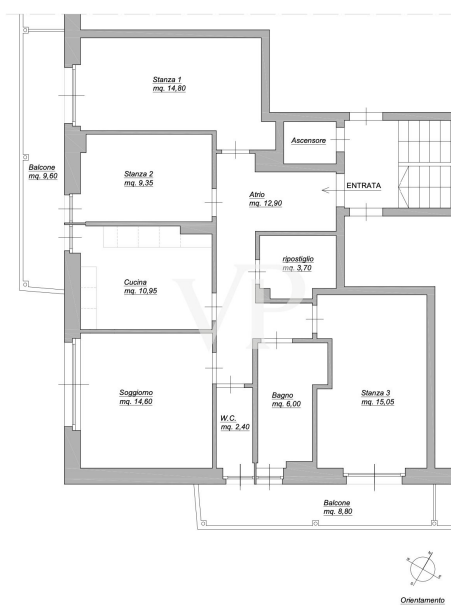 Stanza 1
mq. 14,80
Ascensore
Balcone
mq. 9,60
Stanza 2
mq. 9,35
ENTRATA
Atrio
mq. 12,90
ripostiglio
mq. 3,70
Cucina
mq. 10,95
VP
Soggiorno
mq. 14,60
Bagno
mq. 6,00
Stanza 3
mq. 15,05
W.C.
mq. 2,40
Balcone
mq. 8,80
Orientamento